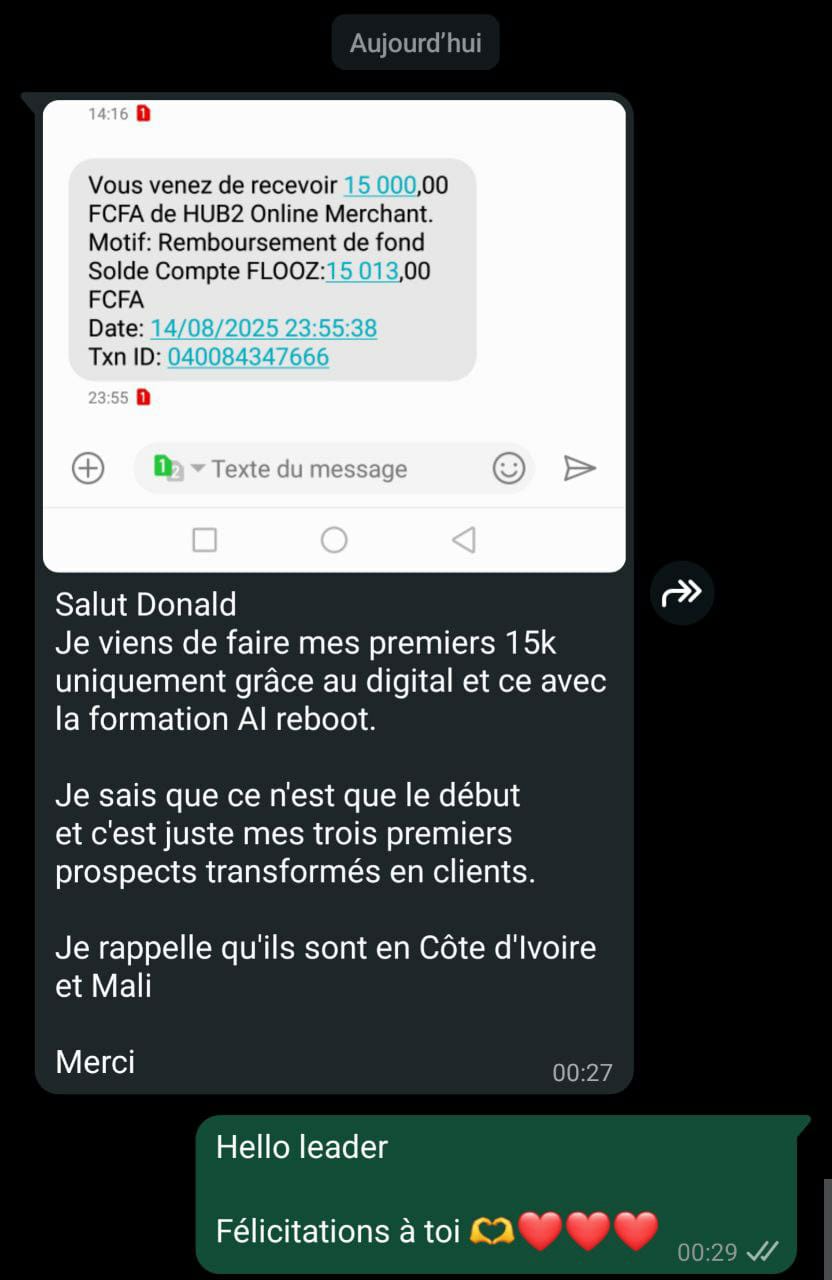 Aujourd’hui
14:16 1
Vous venez de recevoir 15 000,00
FCFA de HUB2 Online Merchant.
Motif: Remboursement de fond
Solde Compte FLOOZ:15 013,00
FCFA
Date: 14/08/2025 23:55:38
Txn ID: 040084347666
23:55 1
1 2 Texte du message
Salut Donald
Je viens de faire mes premiers 15k
uniquement grâce au digital et ce avec
la formation AI reboot.
Je sais que ce n'est que le début
et c'est juste mes trois premiers
prospects transformés en clients.
Je rappelle qu'ils sont en Côte d'Ivoire
et Mali
Merci
00:27
Hello leader
Félicitations à toi 🫶❤️❤️❤️
00:29